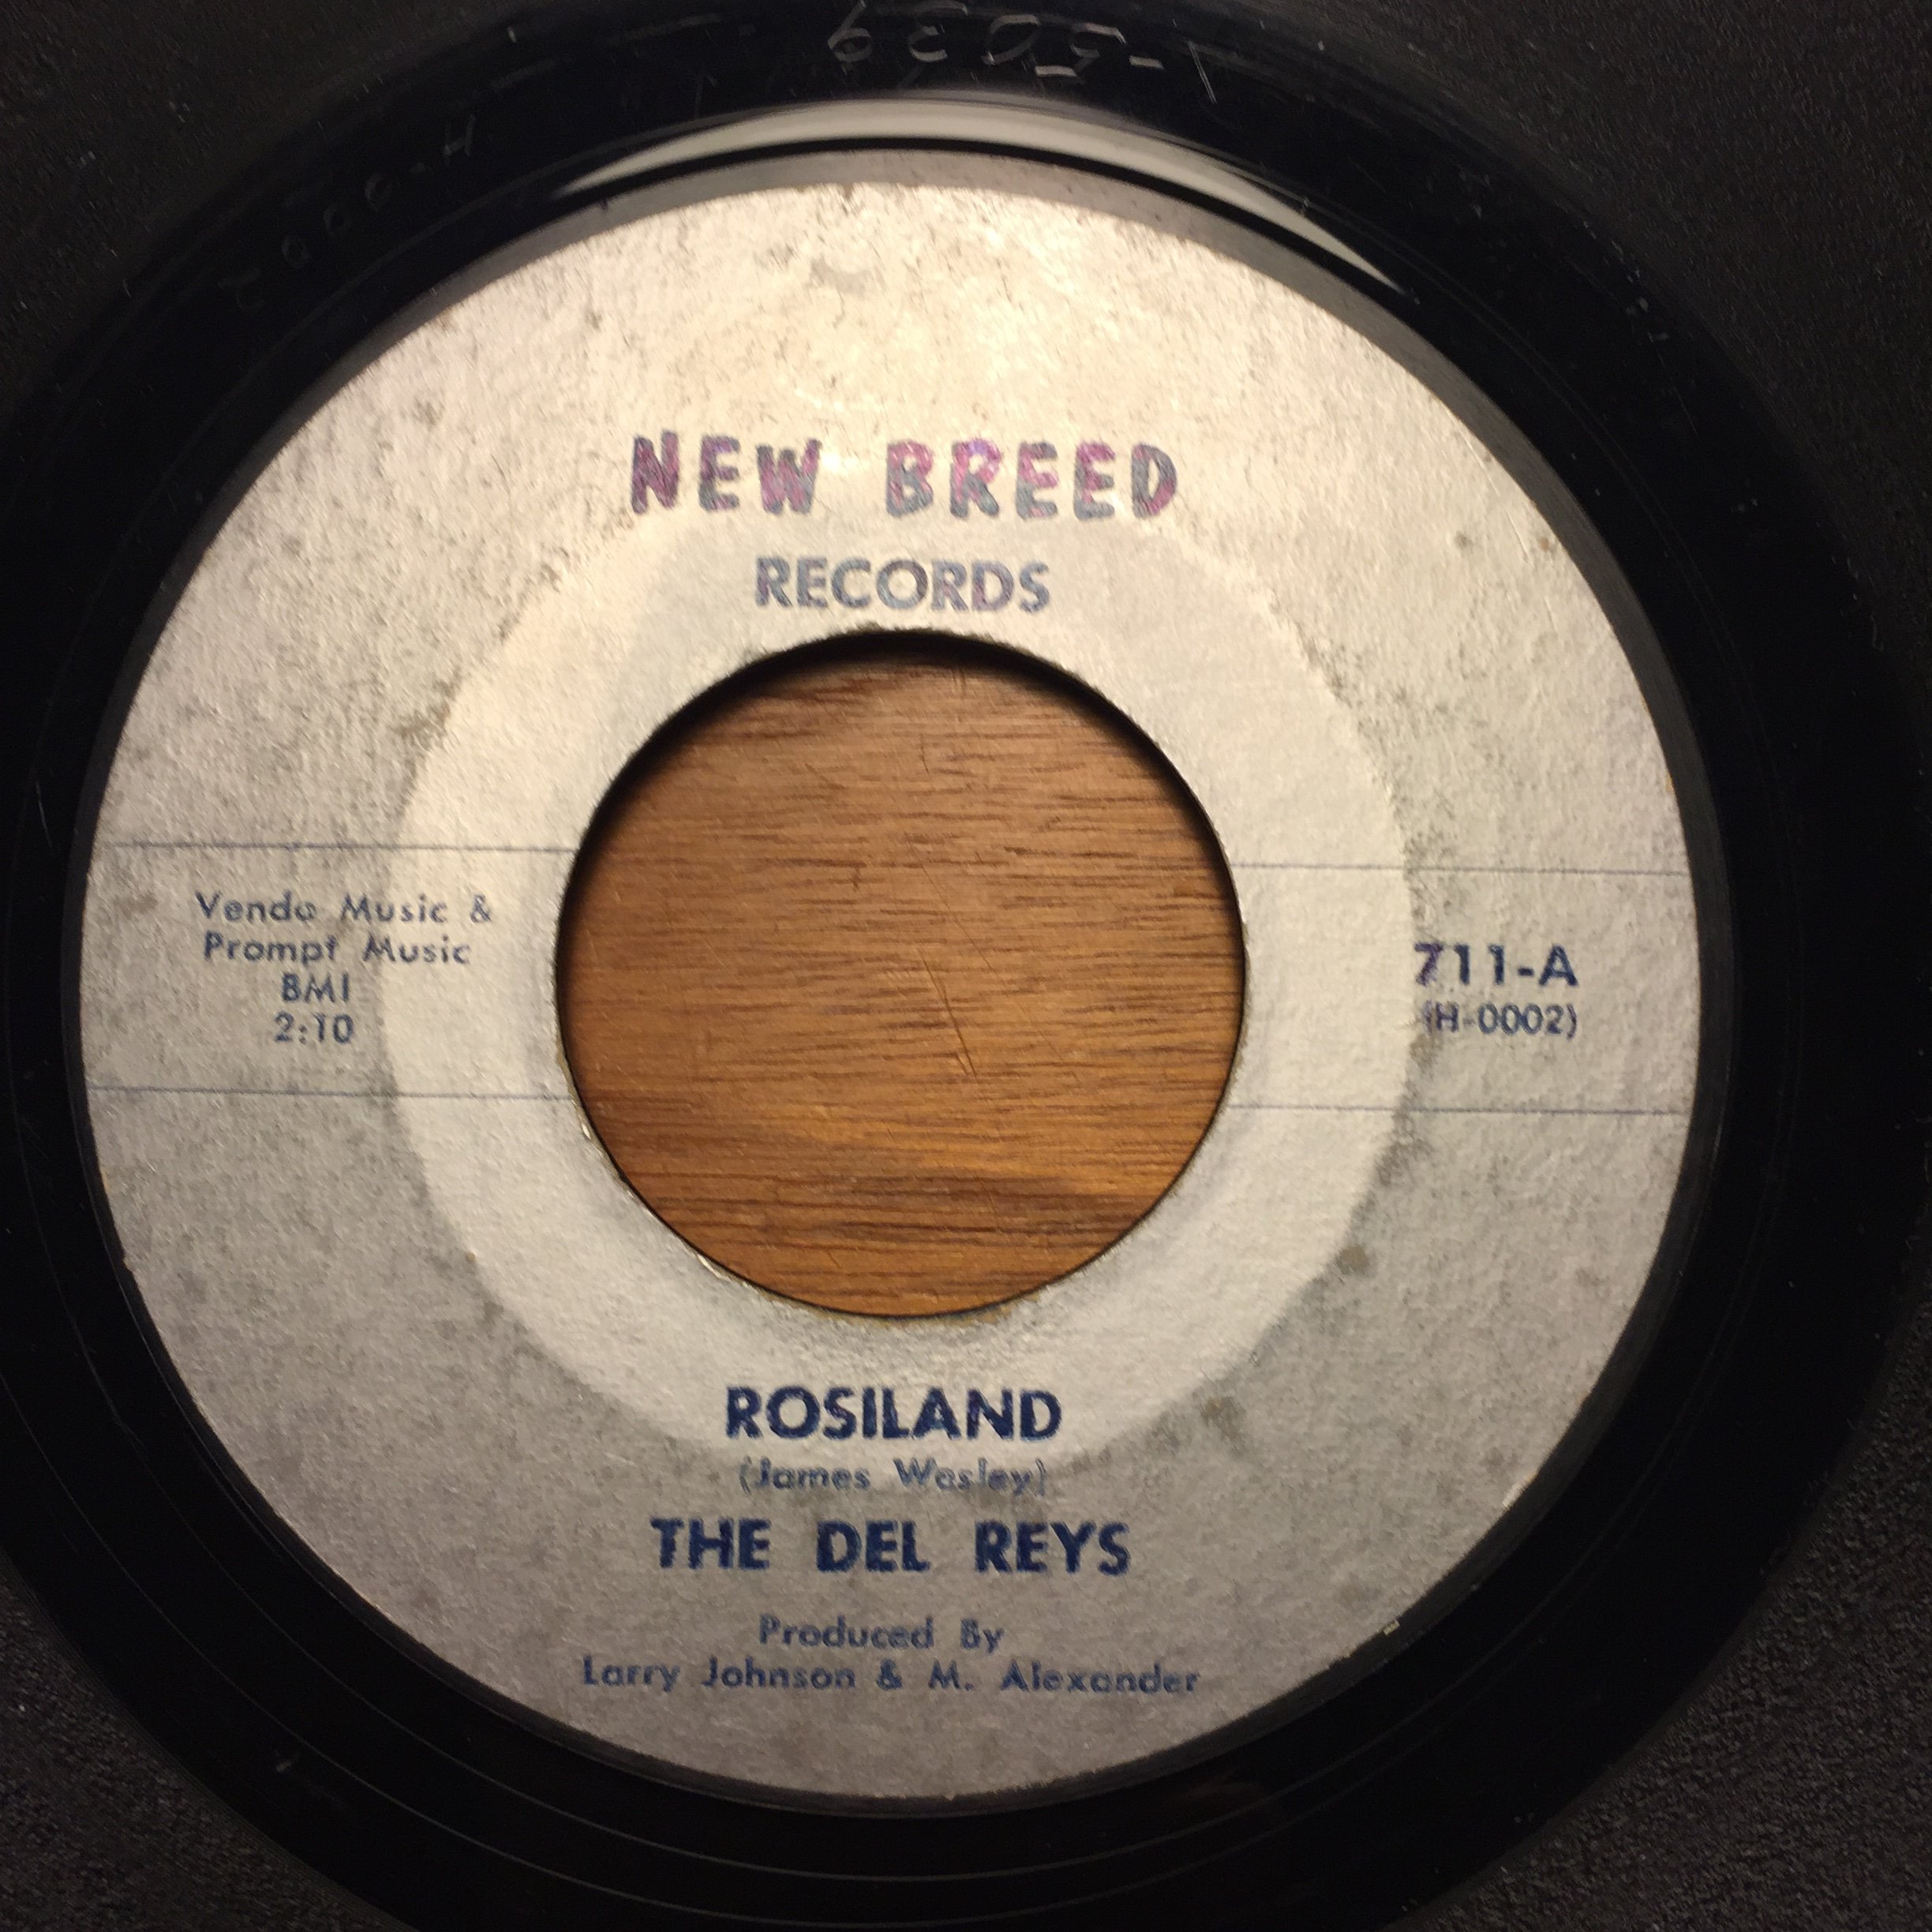 NEW BREED
RECORDS
Vendo Music &
Prompt Music
BMI
2:10
711-A
(H-0002)
ROSILAND
(James Wesley)
THE DEL REYS
Produced By
Larry Johnson & M. Alexander